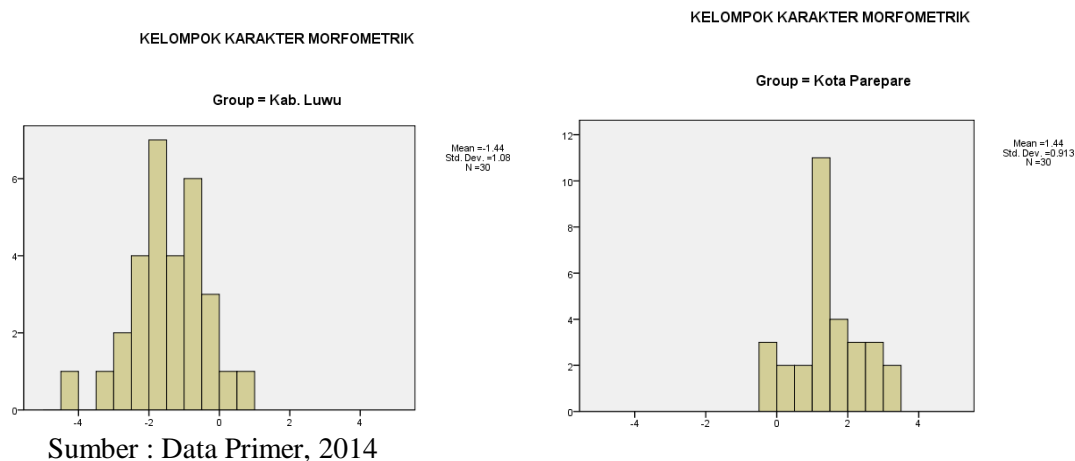 KELOMPOK KARAKTER MORFOMETRIK
Group = Kab. Luwu
Mean =-1.44
Std. Dev. =1.08
N =30
6
4
2
0
-4 -2 0 2 4
KELOMPOK KARAKTER MORFOMETRIK
Group = Kota Parepare
Mean =1.44
Std. Dev. =0.913
N =30
12
10
8
6
4
2
0
-4 -2 0 2 4
Sumber : Data Primer, 2014